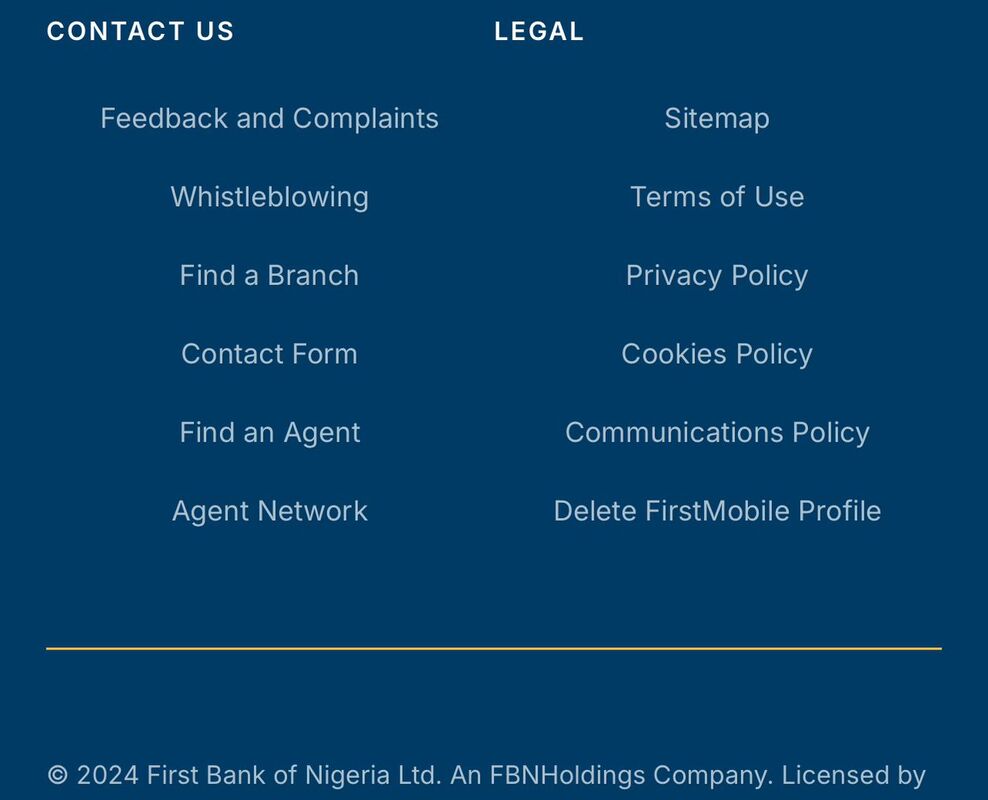 CONTACT US
Feedback and Complaints
Whistleblowing
Find a Branch
Contact Form
Find an Agent
Agent Network
LEGAL
Sitemap
Terms of Use
Privacy Policy
Cookies Policy
Communications Policy
Delete FirstMobile Profile
© 2024 First Bank of Nigeria Ltd. An FBNHoldings Company. Licensed by